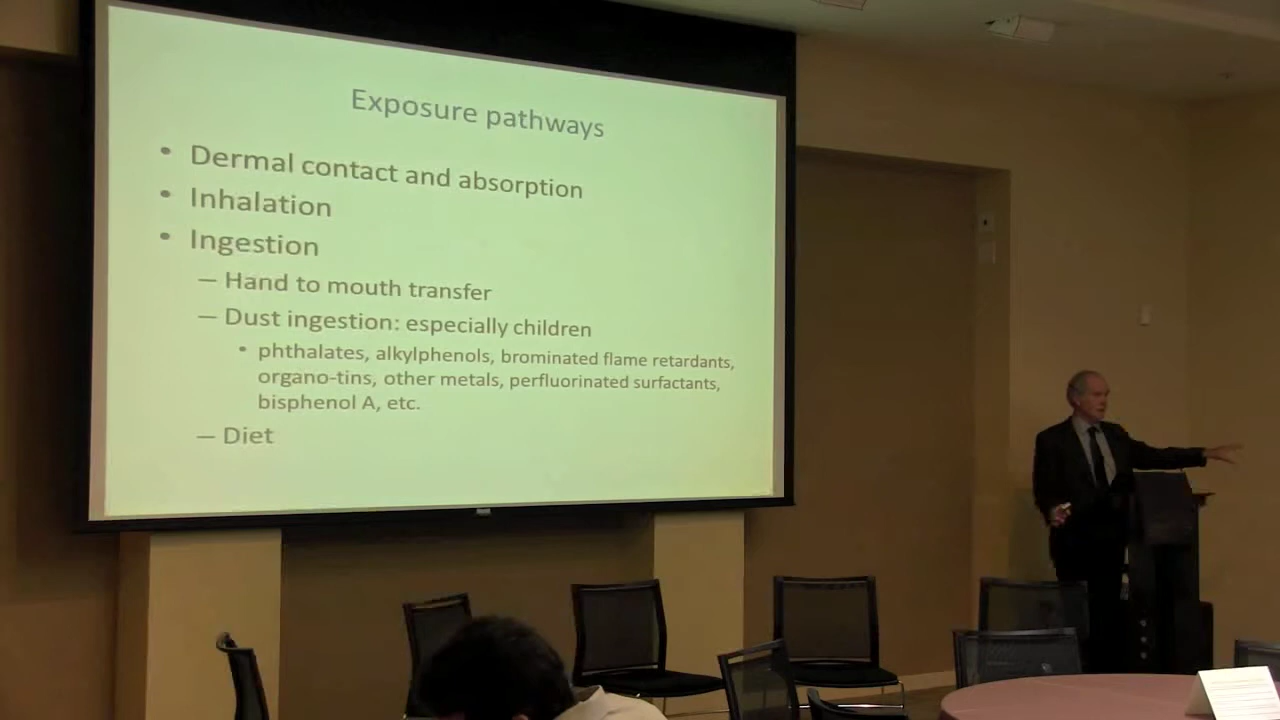 Exposure pathways
• Dermal contact and absorption
• Inhalation
• Ingestion
– Hand to mouth transfer
– Dust ingestion: especially children
• phthalates, alkylphenols, brominated flame retardants,
organo-tins, other metals, perfluorinated surfactants,
bisphenol A, etc.
– Diet